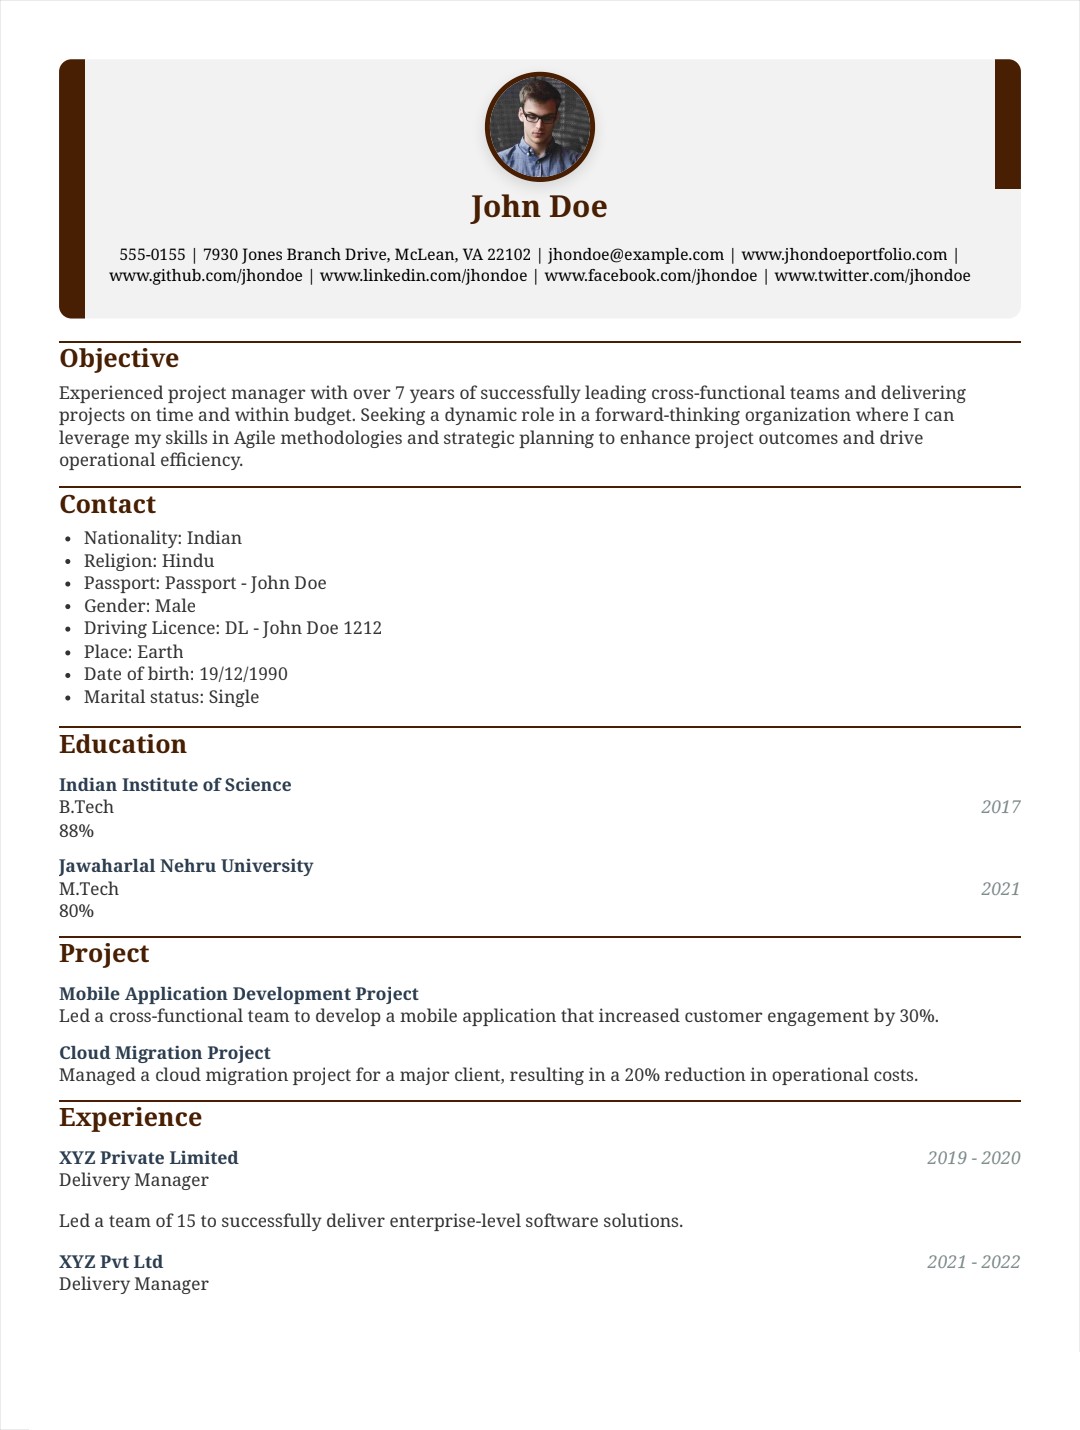 John Doe
555-0155 | 7930 Jones Branch Drive, McLean, VA 22102 | jhondoe@example.com | www.jhondoeportfolio.com |
www.github.com/jhondoe | www.linkedin.com/jhondoe | www.facebook.com/jhondoe | www.twitter.com/jhondoe
Objective
Experienced project manager with over 7 years of successfully leading cross-functional teams and delivering
projects on time and within budget. Seeking a dynamic role in a forward-thinking organization where I can
leverage my skills in Agile methodologies and strategic planning to enhance project outcomes and drive
operational efficiency.
Contact
• Nationality: Indian
• Religion: Hindu
• Passport: Passport - John Doe
• Gender: Male
• Driving Licence: DL - John Doe 1212
• Place: Earth
• Date of birth: 19/12/1990
• Marital status: Single
Education
Indian Institute of Science
B.Tech 2017
88%
Jawaharlal Nehru University
M.Tech 2021
80%
Project
Mobile Application Development Project
Led a cross-functional team to develop a mobile application that increased customer engagement by 30%.
Cloud Migration Project
Managed a cloud migration project for a major client, resulting in a 20% reduction in operational costs.
Experience
XYZ Private Limited 2019 - 2020
Delivery Manager
Led a team of 15 to successfully deliver enterprise-level software solutions.
XYZ Pvt Ltd 2021 - 2022
Delivery Manager